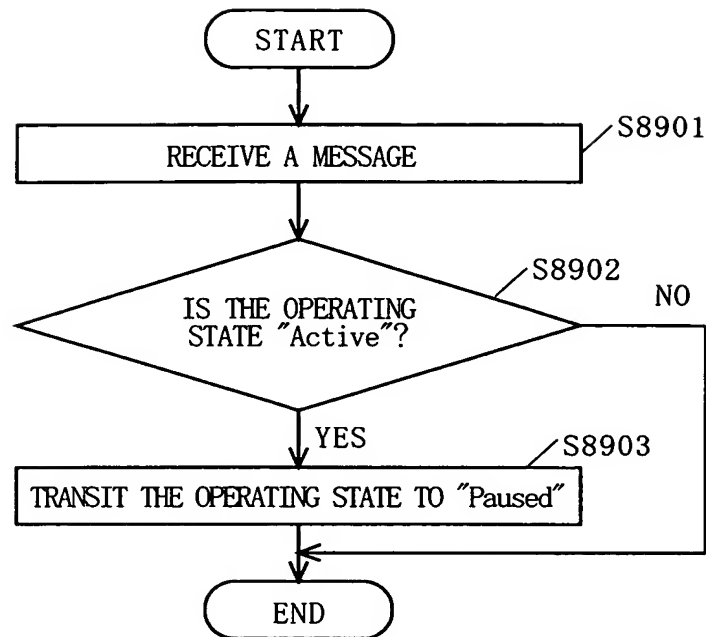 START
S8901
RECEIVE A MESSAGE
S8902
IS THE OPERATING
STATE "Active"?
NO
YES
S8903
TRANSIT THE OPERATING STATE TO "Paused"
END